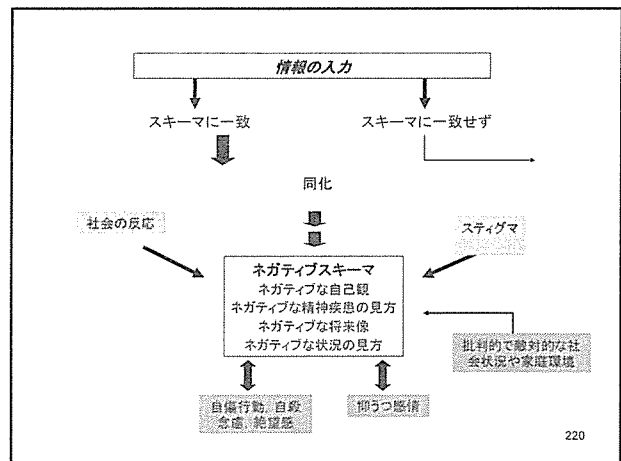 情報の入力
スキーマに一致
スキーマに一致せず
同化
社会の反応
スティグマ
ネガティブスキーマ
ネガティブな自己観
ネガティブな精神疾患の見方
ネガティブな将来像
ネガティブな状況の見方
批判的で敵対的な社
会状況や家庭環境
自傷行動, 自殺
念慮, 絶望感
抑うつ感情
220